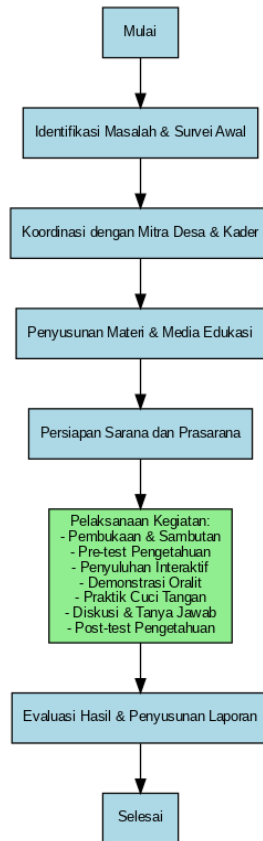 Mulai
Identifikasi Masalah & Survei Awal
Koordinasi dengan Mitra Desa & Kader
Penyusunan Materi & Media Edukasi
Persiapan Sarana dan Prasarana
Pelaksanaan Kegiatan:
- Pembukaan & Sambutan
- Pre-test Pengetahuan
- Penyuluhan Interaktif
- Demonstrasi Oralit
- Praktik Cuci Tangan
- Diskusi & Tanya Jawab
- Post-test Pengetahuan
Evaluasi Hasil & Penyusunan Laporan
Selesai